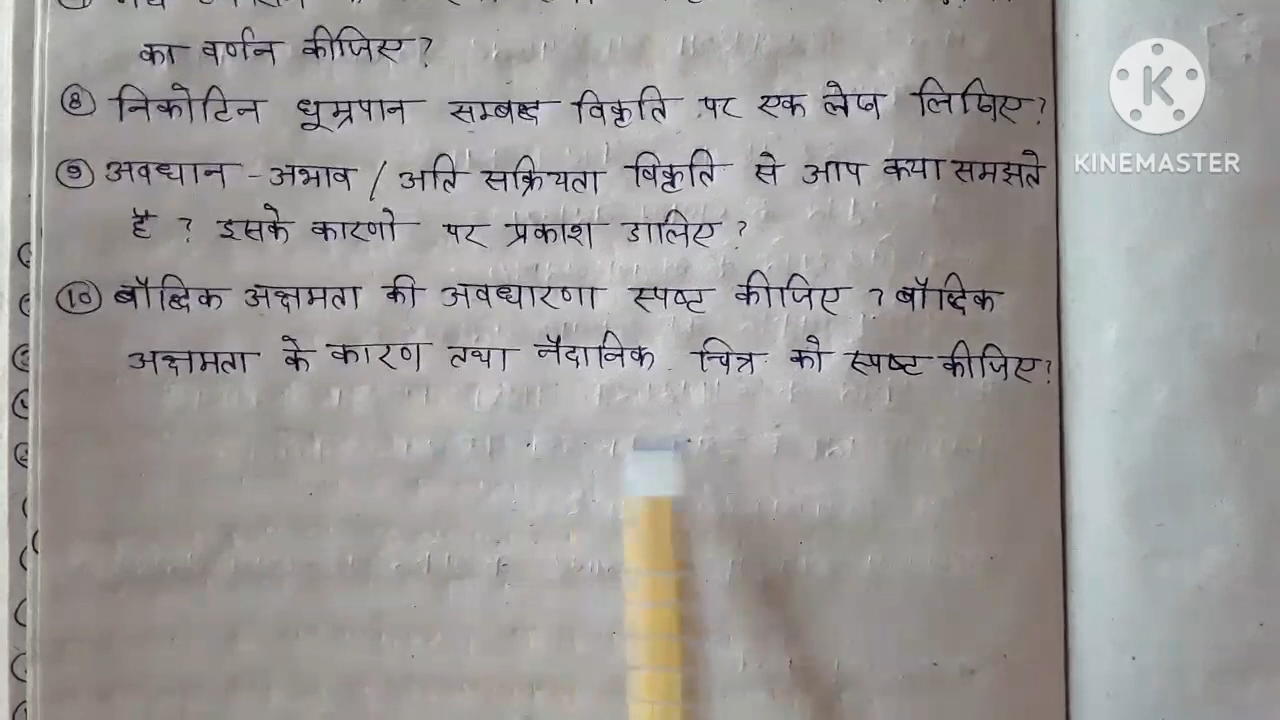 का वर्णन कीजिए?
⑧ निकोटिन धूम्रपान सम्बद्ध विकृति पर एक लेख लिखिए?
⑨ अवधान - अभाव / अति सक्रियता विकृति से आप क्या समझते
है ? इसके कारणो पर प्रकाश डालिए ?
⑩ बौद्धिक अक्षमता की अवधारणा स्पष्ट कीजिए ? बौद्धिक
अक्षमता के कारण तथा नैदानिक चित्र को स्पष्ट कीजिए?
K
KINEMASTER